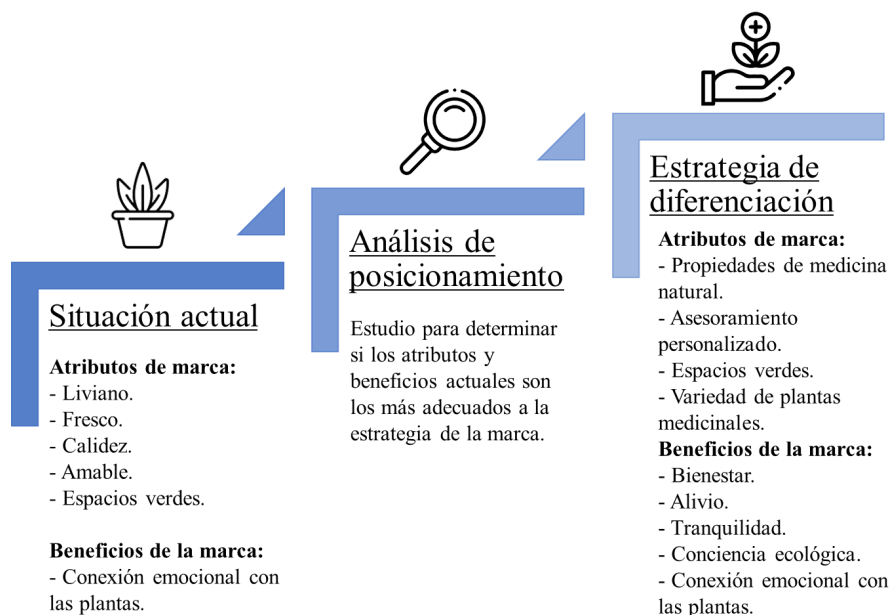 Situación actual
Atributos de marca:
- Liviano.
- Fresco.
- Calidez.
- Amable.
- Espacios verdes.
Beneficios de la marca:
- Conexión emocional con
las plantas.
Análisis de
posicionamiento
Estudio para determinar
si los atributos y
beneficios actuales son
los más adecuados a la
estrategia de la marca.
Estrategia de
diferenciación
Atributos de marca:
- Propiedades de medicina
natural.
- Asesoramiento
personalizado.
- Espacios verdes.
- Variedad de plantas
medicinales.
Beneficios de la marca:
- Bienestar.
- Alivio.
- Tranquilidad.
- Conciencia ecológica.
- Conexión emocional con
las plantas.